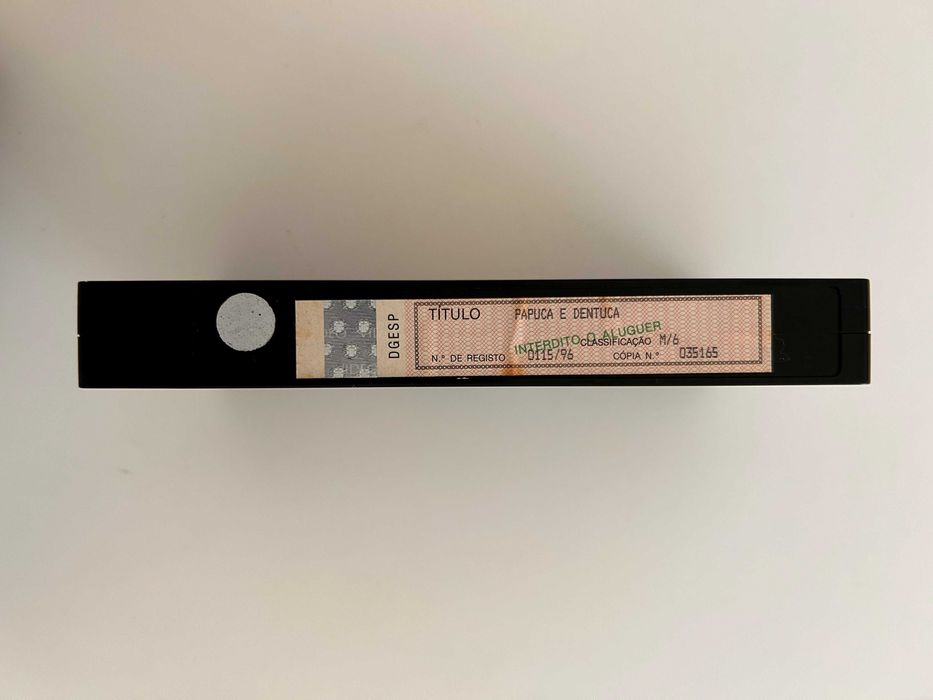 DGESP
TÍTULO PAPUCA E DENTUCA
INTERDITO O ALUGUER
CLASSIFICAÇÃO M/6
N.º DE REGISTO 0115/96 CÓPIA N.º 035165